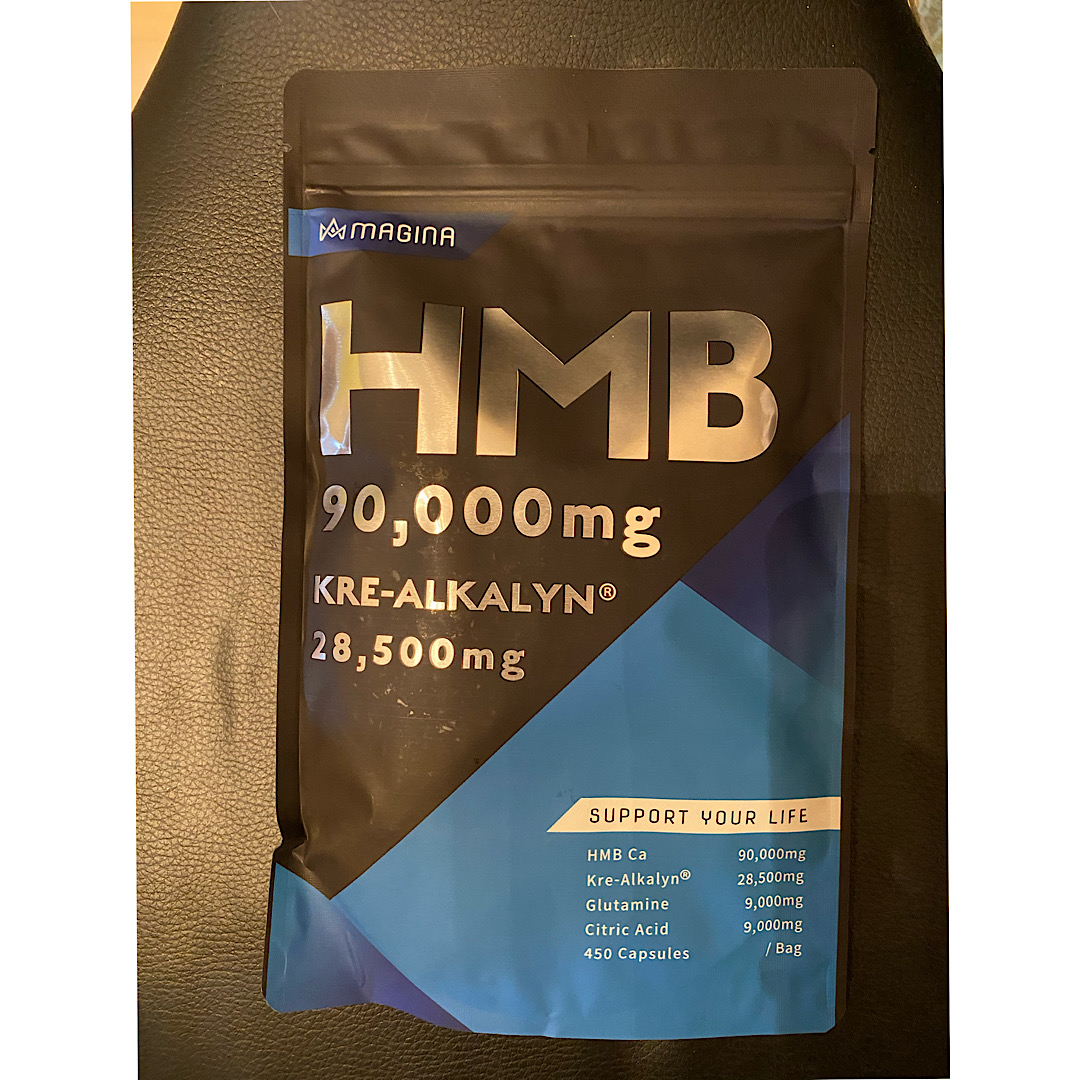 MAGINA
HMB
90,000mg
KRE-ALKALYN®
28,500mg
SUPPORT YOUR LIFE
HMB Ca 90,000mg
Kre-Alkalyn® 28,500mg
Glutamine 9,000mg
Citric Acid 9,000mg
450 Capsules / Bag